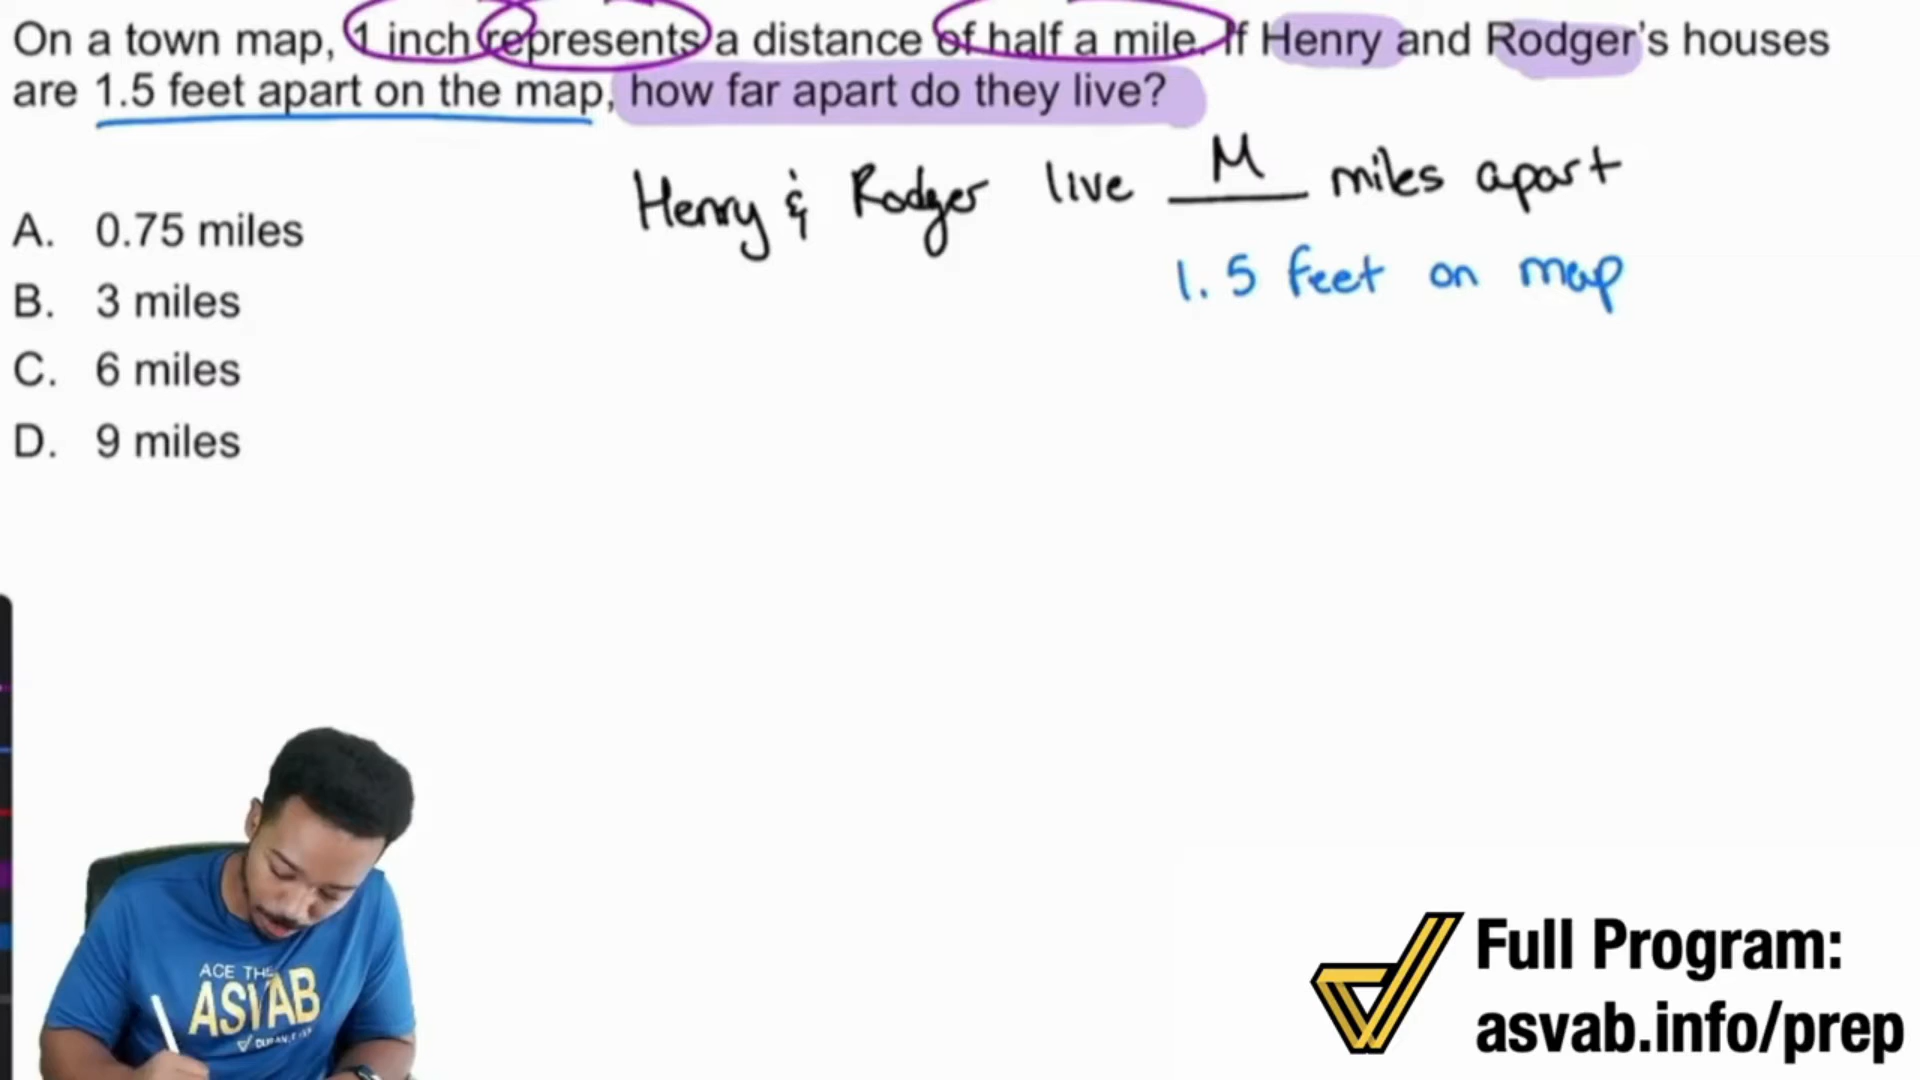 On a town map, 1 inch represents a distance of half a mile. If Henry and Rodger's houses
are 1.5 feet apart on the map, how far apart do they live?
Henry & Rodger live M miles apart
1.5 feet on map
A. 0.75 miles
B. 3 miles
C. 6 miles
D. 9 miles
ACE THE
ASVAB
Full Program:
asvab.info/prep